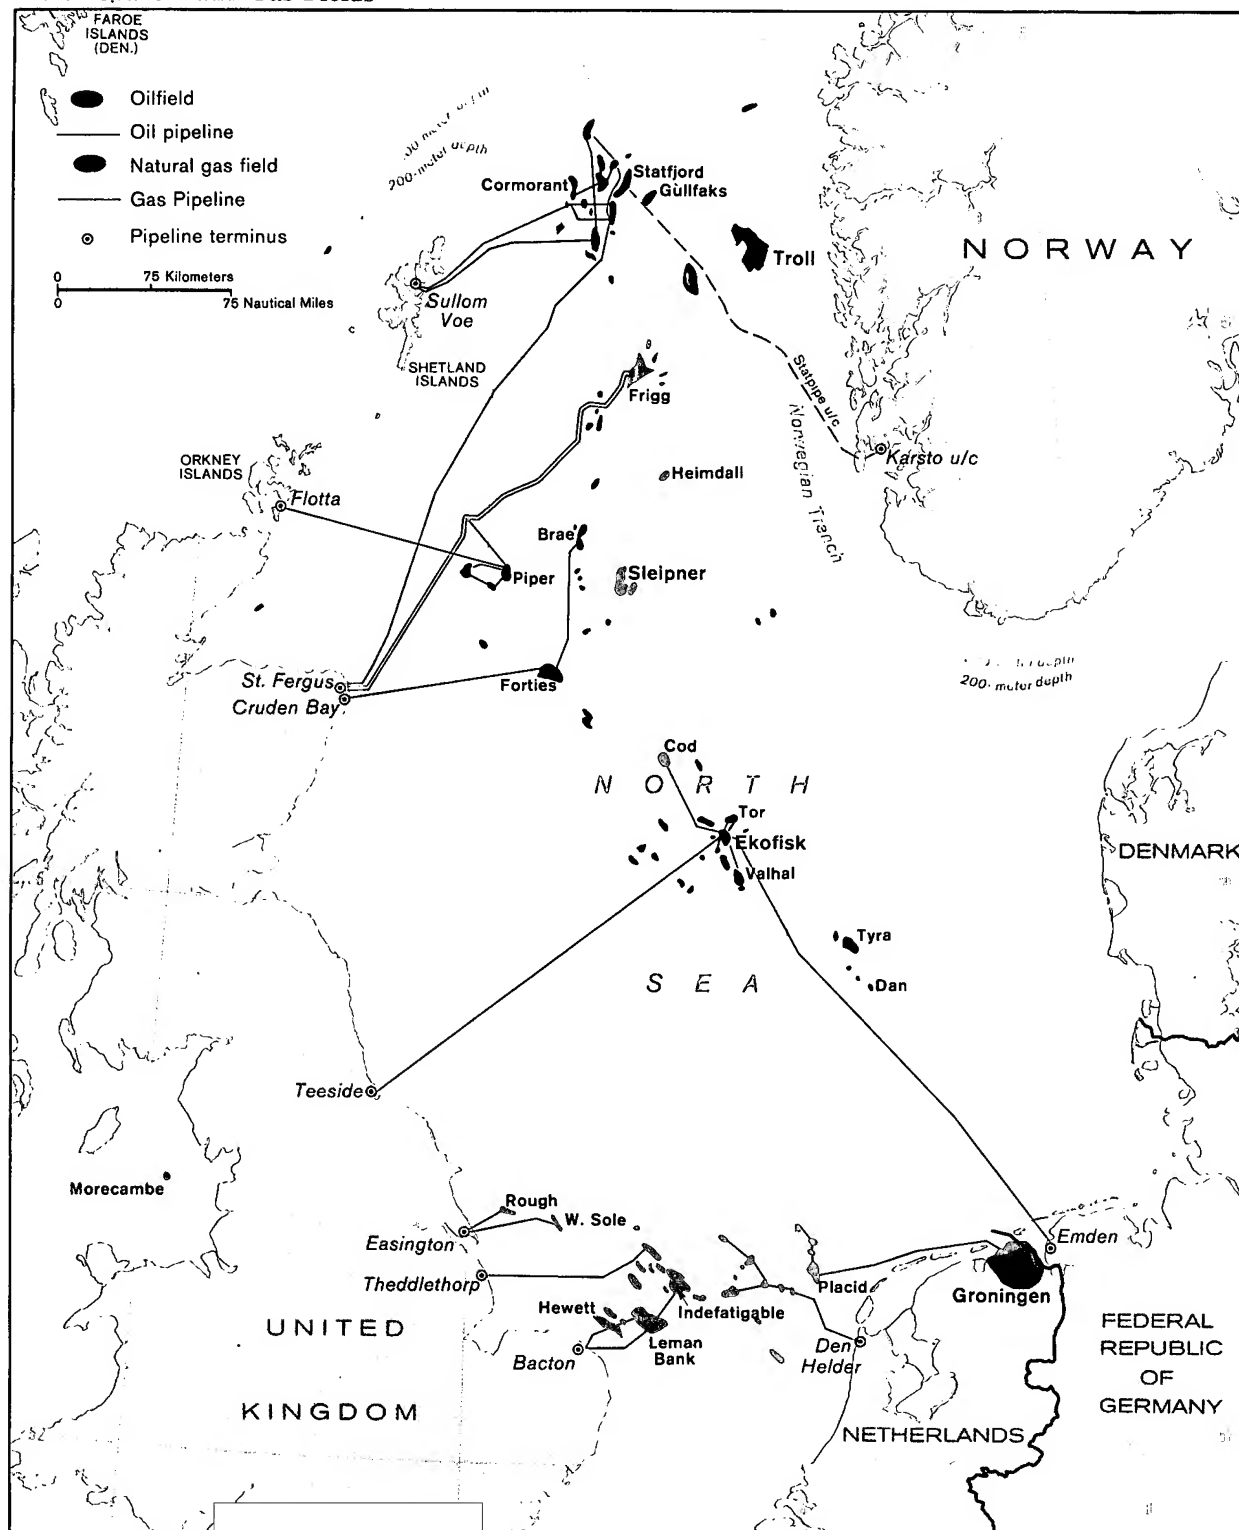 FAROE
ISLANDS
(DEN.)
Oilfield
Oil pipeline
Natural gas field
Gas Pipeline
Pipeline terminus
0 75 Kilometers
0 75 Nautical Miles
200-meter depth
Cormorant
Statfjord
Gullfaks
Troll
NORWAY
Sullom
Voe
SHETLAND
ISLANDS
Frigg
Statpipe u/c
Norwegian Trench
Karsto u/c
ORKNEY
ISLANDS
Flotta
Heimdall
Brae
Piper
Sleipner
St. Fergus
Cruden Bay
Forties
depth
200-meter depth
Cod
NORTH
Tor
Ekofisk
Valhal
DENMARK
Tyra
SEA
Dan
Teeside
Morecambe
Rough
W. Sole
Easington
Emden
Theddlethorp
Placid
Groningen
Hewett
Indefatigable
UNITED
Leman
Bank
Bacton
Den
Helder
FEDERAL
REPUBLIC
OF
GERMANY
KINGDOM
NETHERLANDS
52